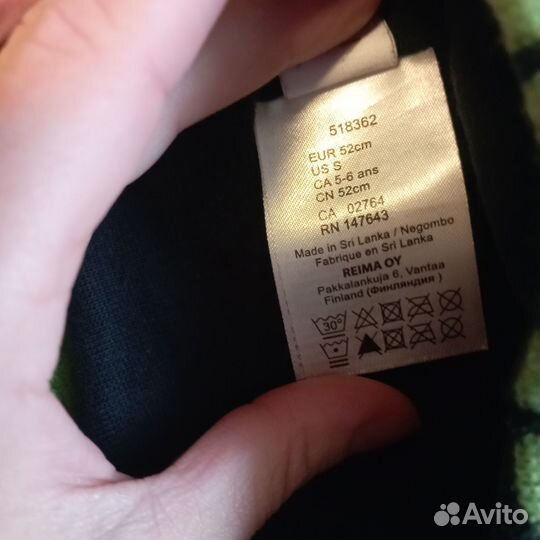 518362
EUR 52cm
US S
CA 5-6 ans
CN 52cm
CA 02764
RN 147643
Made in Sri Lanka / Negombo
Fabrique en Sri Lanka
REIMA OY
Pakkalankuja 6, Vantaa
Finland (Финляндия)
30°
Avito